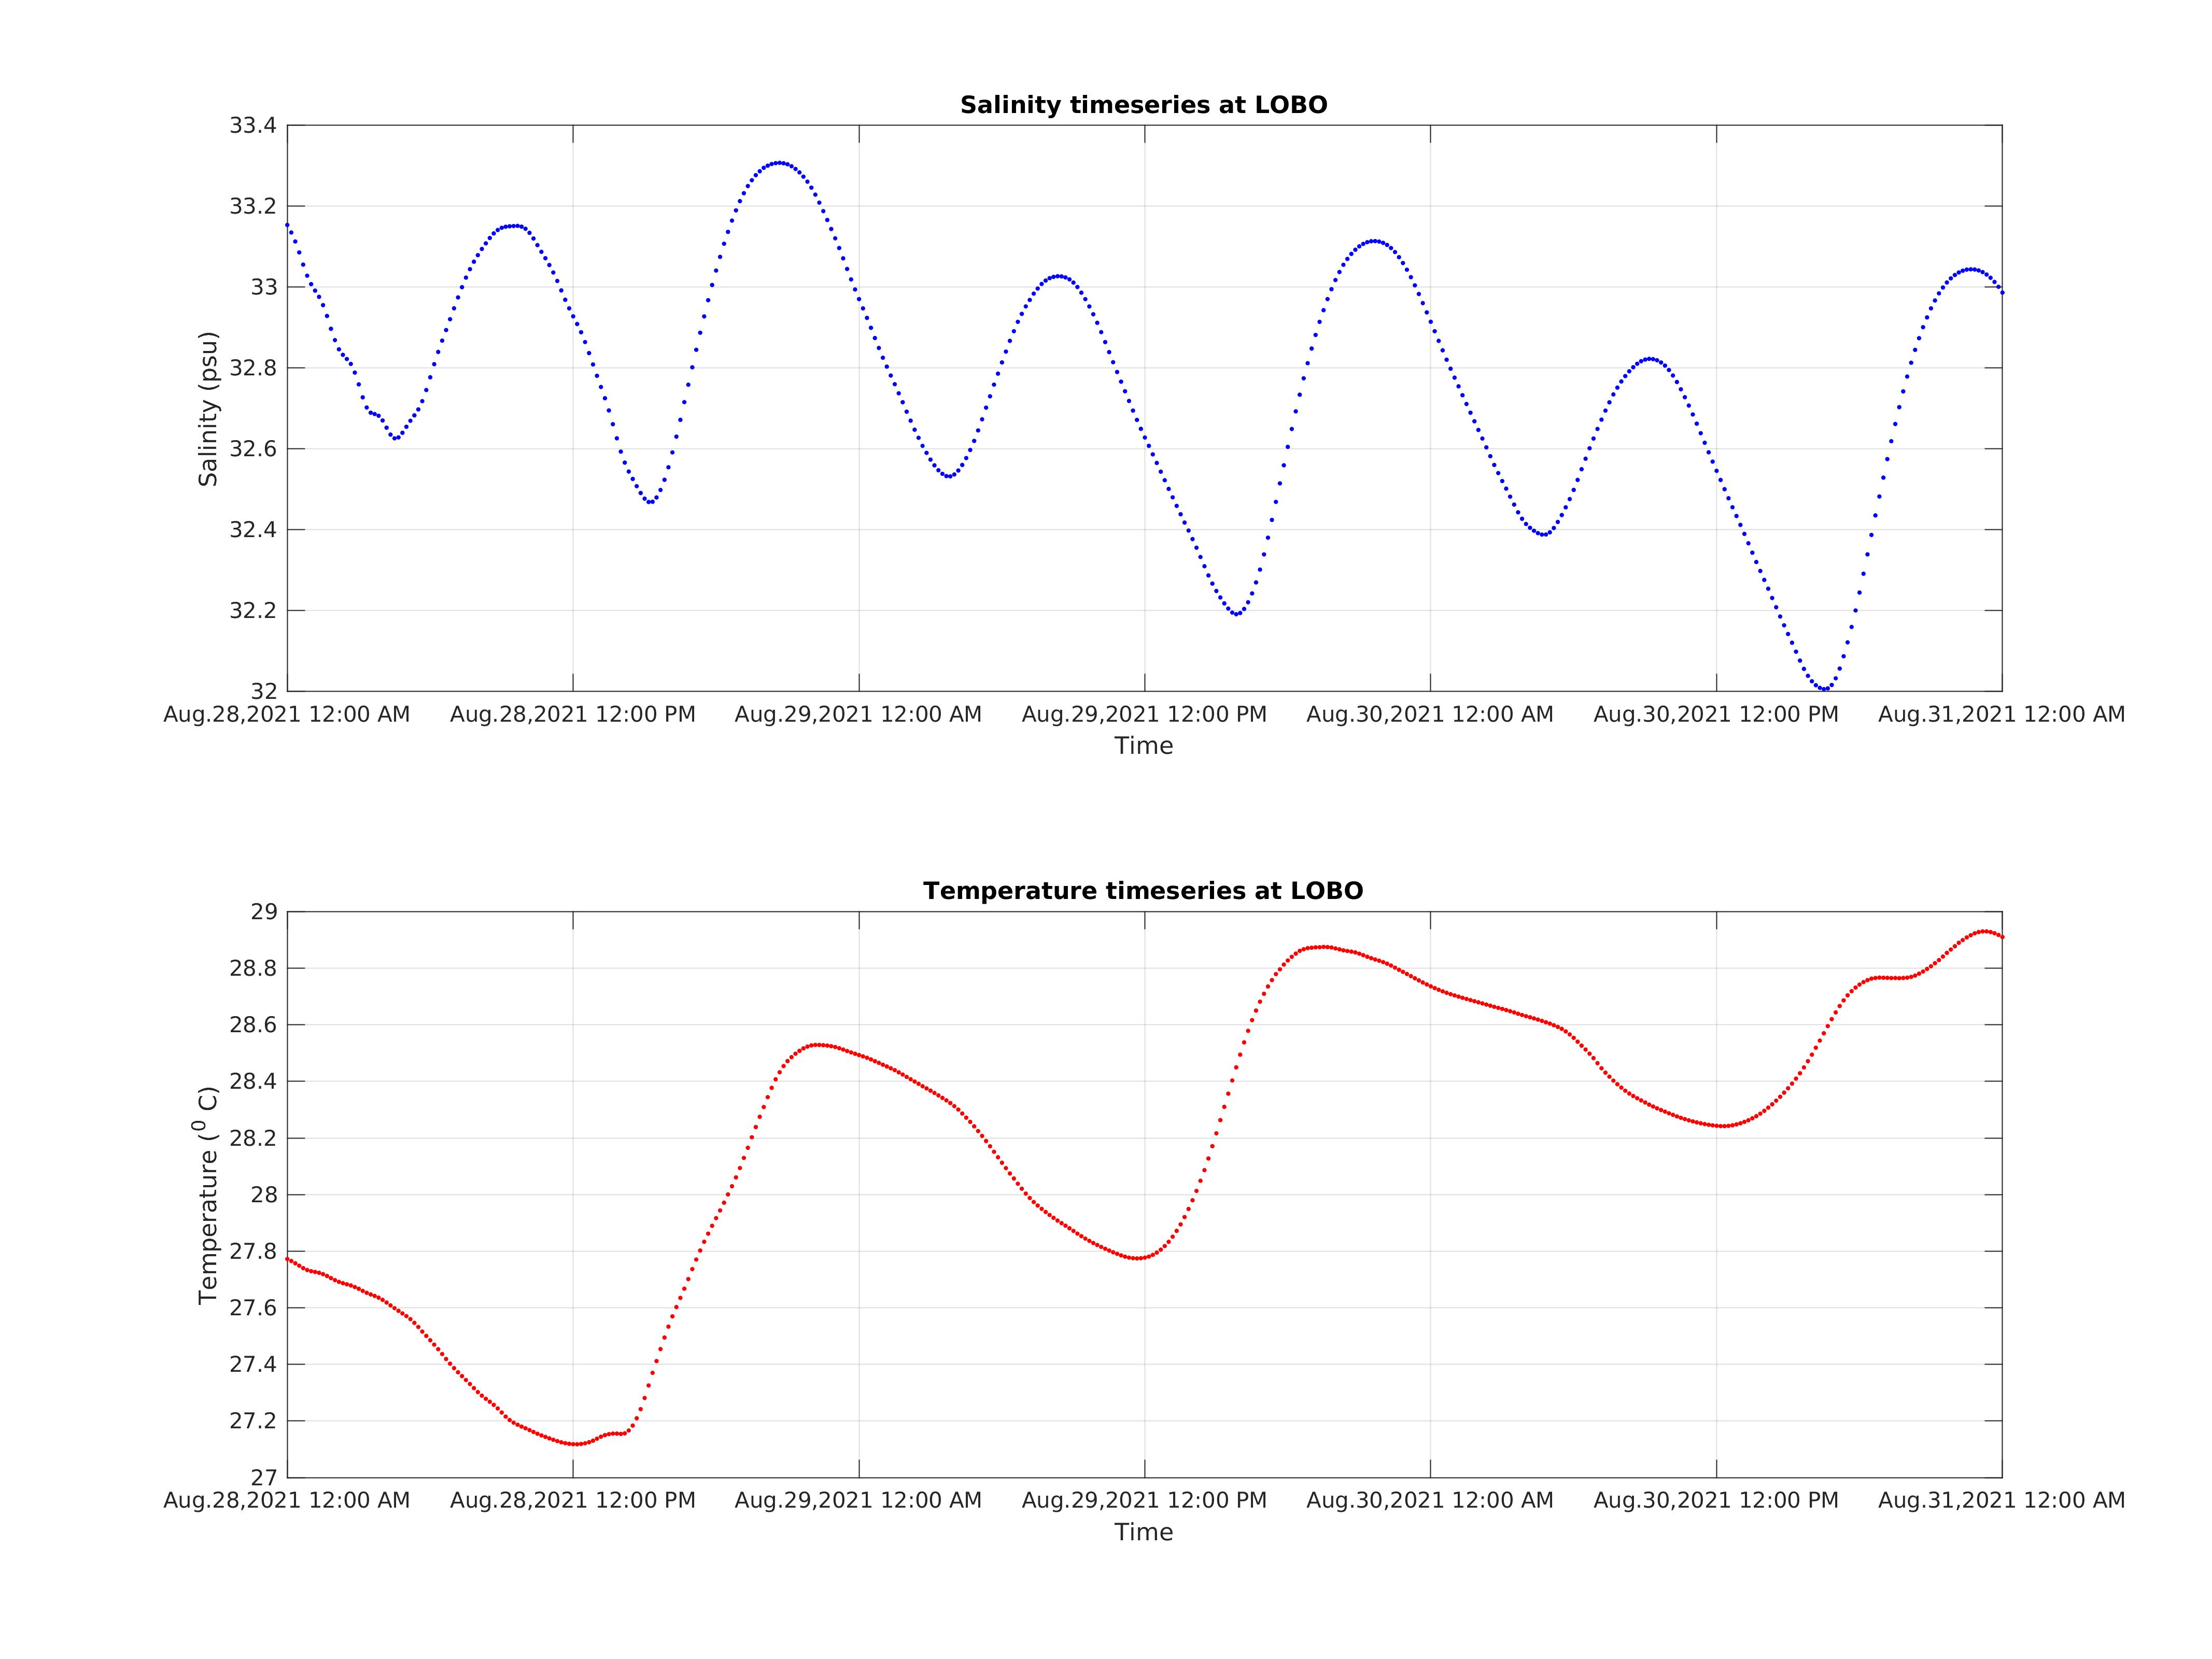 Salinity timeseries at LOBO
33.4
33.2
33
32.8
32.6
32.4
32.2
32
Salinity (psu)
Aug.28,2021 12:00 AM Aug.28,2021 12:00 PM Aug.29,2021 12:00 AM Aug.29,2021 12:00 PM Aug.30,2021 12:00 AM Aug.30,2021 12:00 PM Aug.31,2021 12:00 AM
Time
Temperature timeseries at LOBO
29
28.8
28.6
28.4
28.2
28
27.8
27.6
27.4
27.2
27
Temperature (⁰ C)
Aug.28,2021 12:00 AM Aug.28,2021 12:00 PM Aug.29,2021 12:00 AM Aug.29,2021 12:00 PM Aug.30,2021 12:00 AM Aug.30,2021 12:00 PM Aug.31,2021 12:00 AM
Time